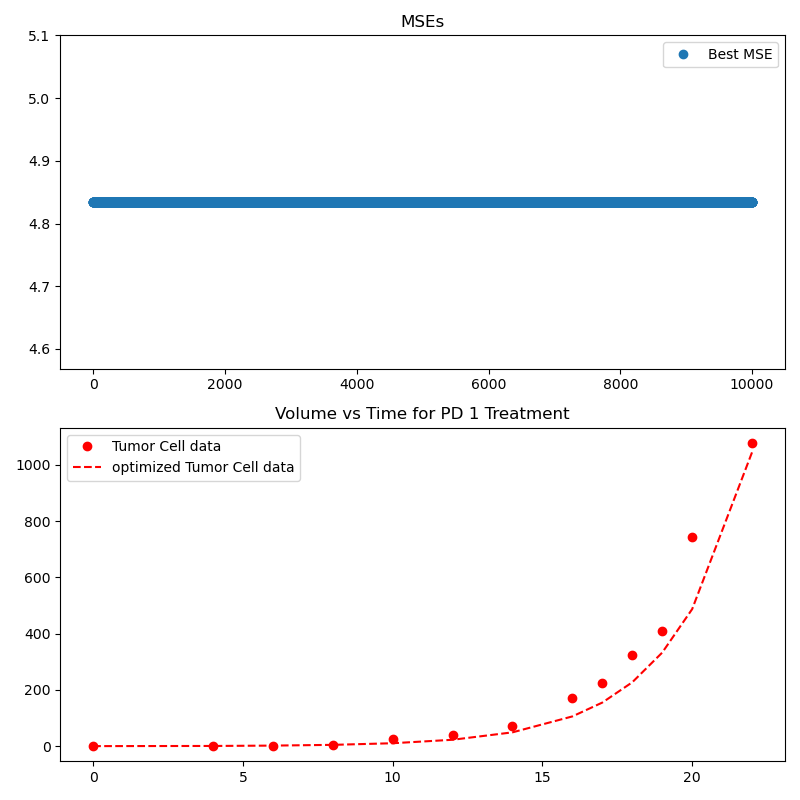 MSEs
5.1
5.0
4.9
4.8
4.7
4.6
Best MSE
0 2000 4000 6000 8000 10000
Volume vs Time for PD 1 Treatment
Tumor Cell data
optimized Tumor Cell data
1000
800
600
400
200
0
0 5 10 15 20